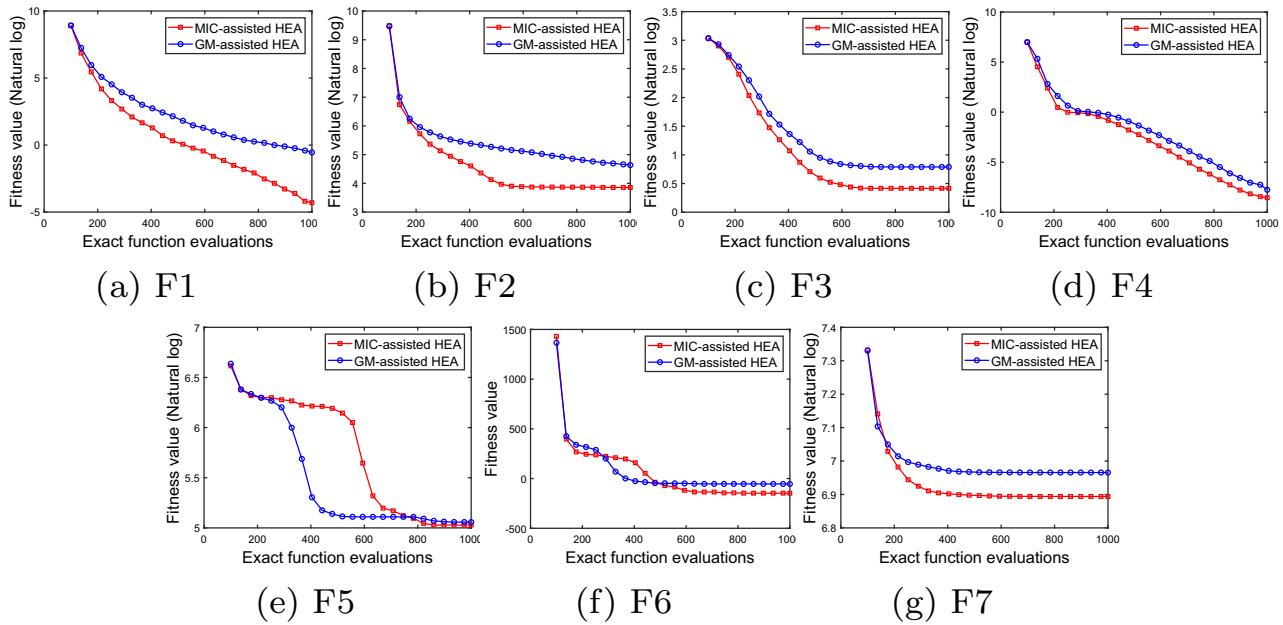 MIC-assisted HEA
GM-assisted HEA
Fitness value (Natural log)
10
5
0
-5
0 200 400 600 800 1000
Exact function evaluations
(a) F1
MIC-assisted HEA
GM-assisted HEA
Fitness value (Natural log)
10
9
8
7
6
5
4
3
0 200 400 600 800 1000
Exact function evaluations
(b) F2
MIC-assisted HEA
GM-assisted HEA
Fitness value (Natural log)
3.5
3
2.5
2
1.5
1
0.5
0
0 200 400 600 800 1000
Exact function evaluations
(c) F3
MIC-assisted HEA
GM-assisted HEA
Fitness value (Natural log)
10
5
0
-5
-10
0 200 400 600 800 1000
Exact function evaluations
(d) F4
MIC-assisted HEA
GM-assisted HEA
Fitness value (Natural log)
7
6.5
6
5.5
5
0 200 400 600 800 1000
Exact function evaluations
(e) F5
MIC-assisted HEA
GM-assisted HEA
Fitness value
1500
1000
500
0
-500
0 200 400 600 800 1000
Exact function evaluations
(f) F6
MIC-assisted HEA
GM-assisted HEA
Fitness value (Natural log)
7.4
7.3
7.2
7.1
7
6.9
6.8
0 200 400 600 800 1000
Exact function evaluations
(g) F7